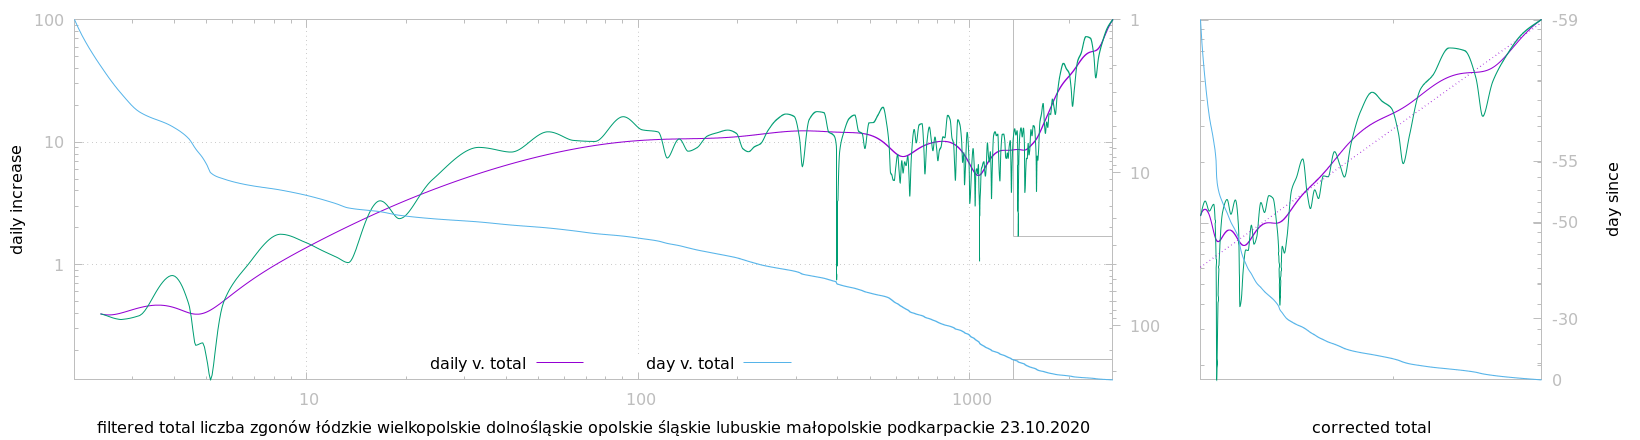 100
10
1
daily increase
1
10
100
daily v. total
day v. total
10
100
1000
filtered total liczba zgonów łódzkie wielkopolskie dolnośląskie opolskie śląskie lubuskie małopolskie podkarpackie 23.10.2020
-59
-55
-50
-30
0
day since
corrected total